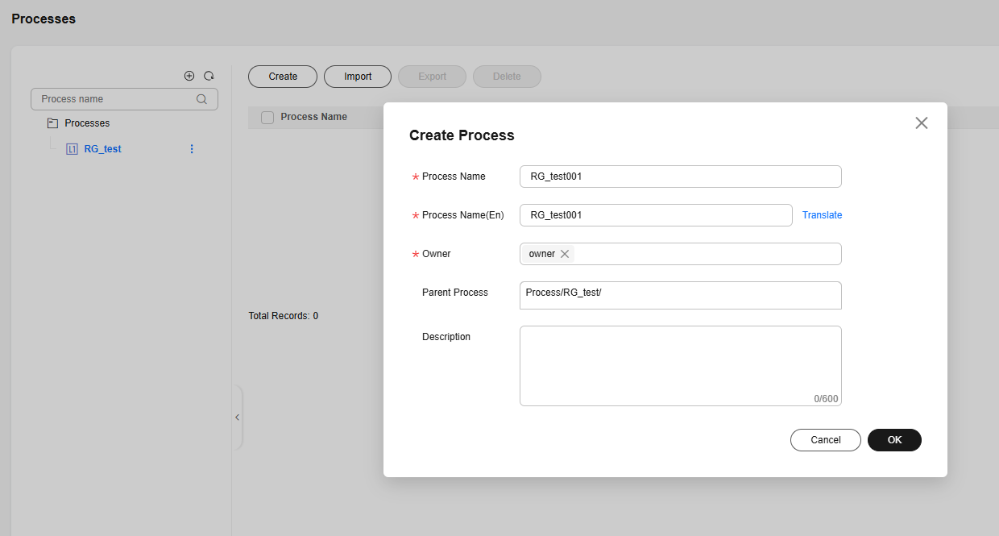 Processes
Create Import Export Delete
Process name
Processes
L1 RG_test
Process Name
Total Records: 0
Create Process
* Process Name RG_test001
* Process Name(En) RG_test001 Translate
* Owner owner
Parent Process Process/RG_test/
Description
0/600
Cancel OK